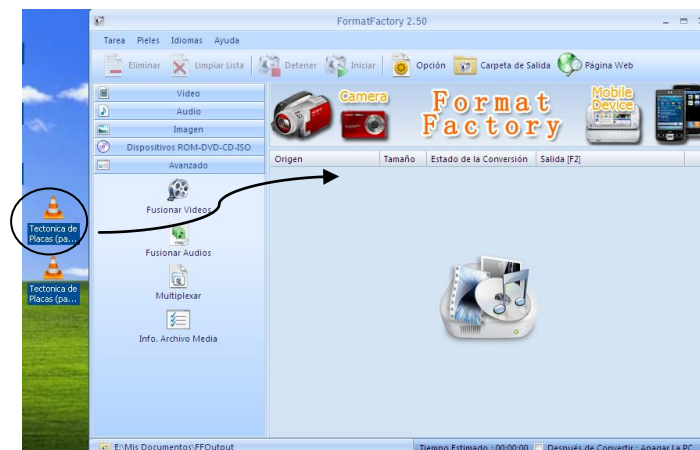 FormatFactory 2.50
Tarea Pieles Idiomas Ayuda
Eliminar Limpiar Lista Detener Iniciar Opción Carpeta de Salida Página Web
Video
Audio
Imagen
Dispositivos ROM-DVD-CD-ISO
Avanzado
Fusionar Videos
Fusionar Audios
Multiplexar
Info. Archivo Media
Camera
Format
Factory
Mobile
Device
Origen Tamaño Estado de la Conversión Salida [F2]
Tectonica de
Placas (pa...
Tectonica de
Placas (pa...
E:\Mis Documentos\FFOutput Tiempo Estimado : 00:00:00 Después de Convertir : Apagar La PC